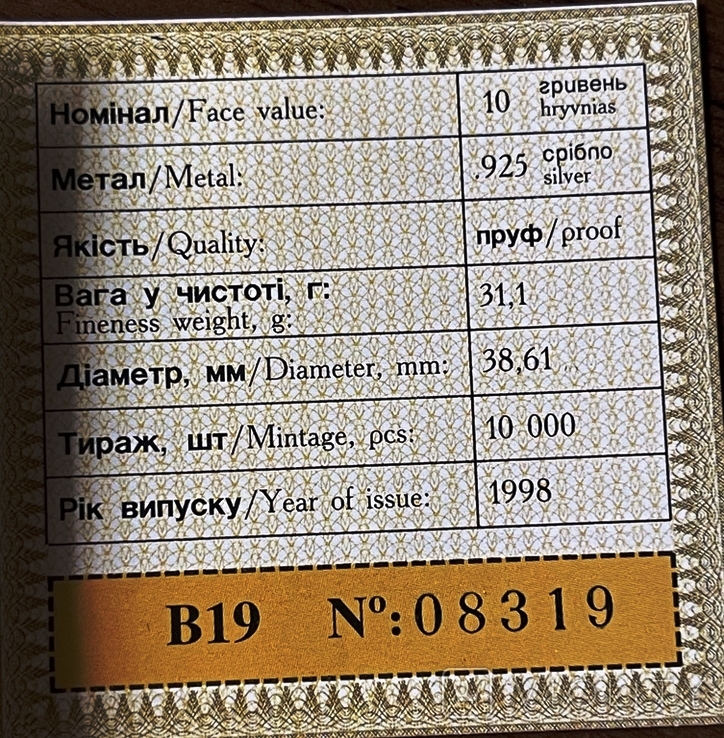 Номінал/Face value: 10 гривень
hryvnias
Метал/Metal: .925 срібло
silver
Якість/Quality: пруф/proof
Вага у чистоті, г:
Fineness weight, g: 31,1
Діаметр, мм/Diameter, mm: 38,61
Тираж, шт/Mintage, pcs: 10 000
Рік випуску/Year of issue: 1998
B19 Nº:08319